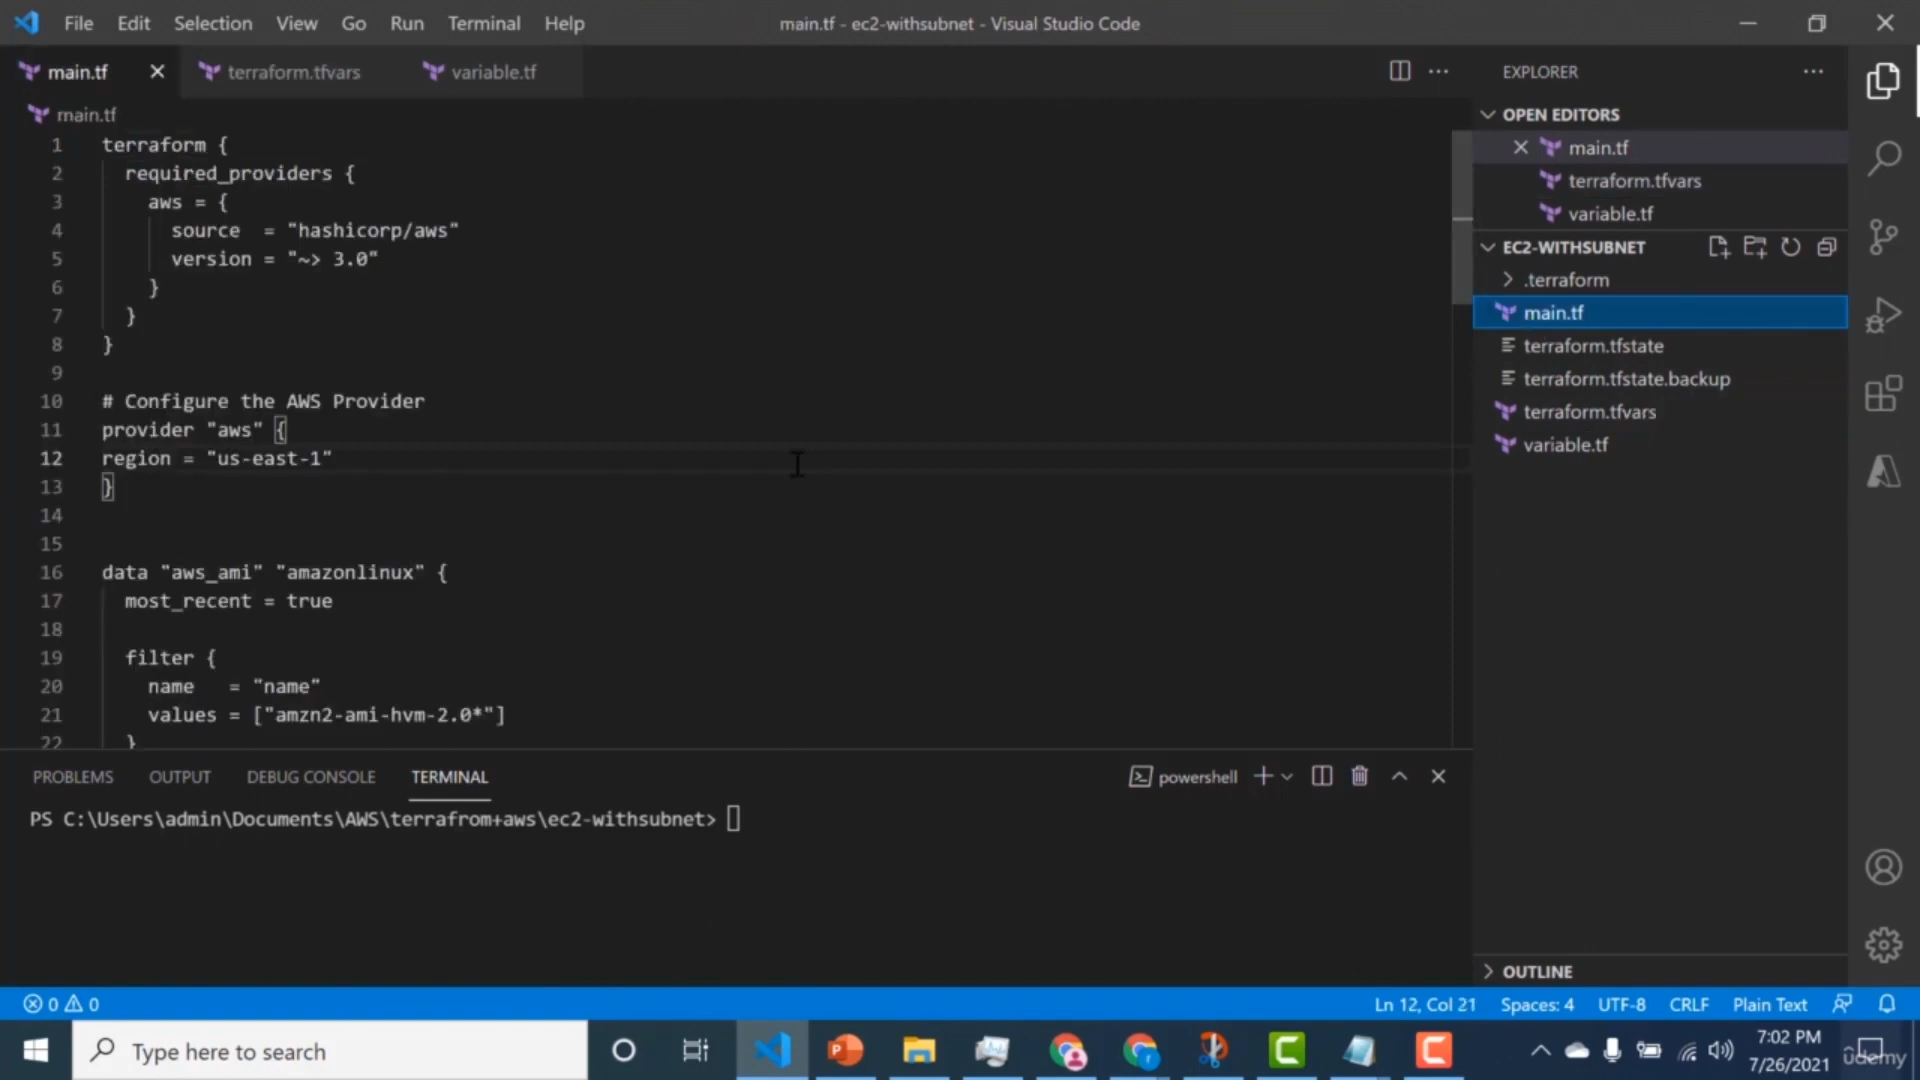 File Edit Selection View Go Run Terminal Help
main.tf - ec2-withsubnet - Visual Studio Code
main.tf
terraform.tfvars
variable.tf
main.tf
1 terraform {
2 required_providers {
3 aws = {
4 source = "hashicorp/aws"
5 version = "~> 3.0"
6 }
7 }
8 }
9
10 # Configure the AWS Provider
11 provider "aws" {
12 region = "us-east-1"
13 }
14
15
16 data "aws_ami" "amazonlinux" {
17 most_recent = true
18
19 filter {
20 name = "name"
21 values = ["amzn2-ami-hvm-2.0*"]
22 }
EXPLORER
OPEN EDITORS
main.tf
terraform.tfvars
variable.tf
EC2-WITHSUBNET
.terraform
main.tf
terraform.tfstate
terraform.tfstate.backup
terraform.tfvars
variable.tf
OUTLINE
PROBLEMS OUTPUT DEBUG CONSOLE TERMINAL
powershell
PS C:\Users\admin\Documents\AWS\terrafrom+aws\ec2-withsubnet>
0 0
Ln 12, Col 21 Spaces: 4 UTF-8 CRLF Plain Text
Type here to search
7:02 PM
7/26/2021
ûdemy